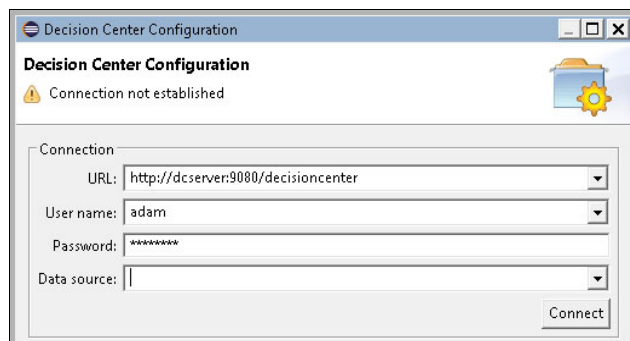 Decision Center Configuration
Decision Center Configuration
Connection not established
Connection
URL: http://dcserver:9080/decisioncenter
User name: adam
Password: ********
Data source:
Connect